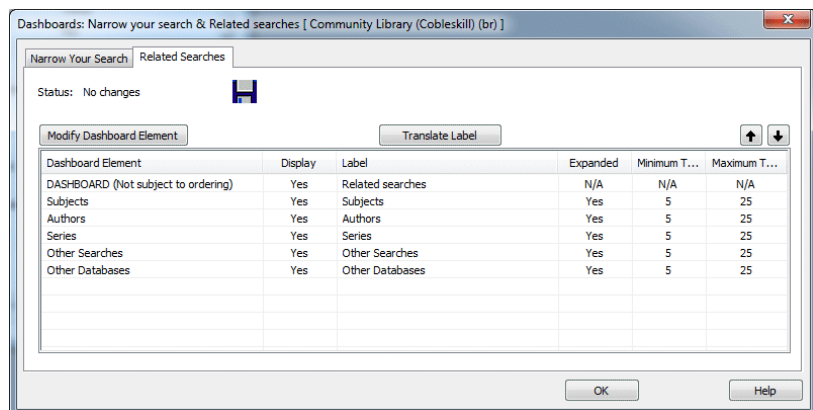 Dashboards: Narrow your search & Related searches [ Community Library (Cobleskill) (br) ]
Narrow Your Search Related Searches
Status: No changes
Modify Dashboard Element Translate Label
Dashboard Element Display Label Expanded Minimum T... Maximum T...
DASHBOARD (Not subject to ordering) Yes Related searches N/A N/A N/A
Subjects Yes Subjects Yes 5 25
Authors Yes Authors Yes 5 25
Series Yes Series Yes 5 25
Other Searches Yes Other Searches Yes 5 25
Other Databases Yes Other Databases Yes 5 25
OK Help